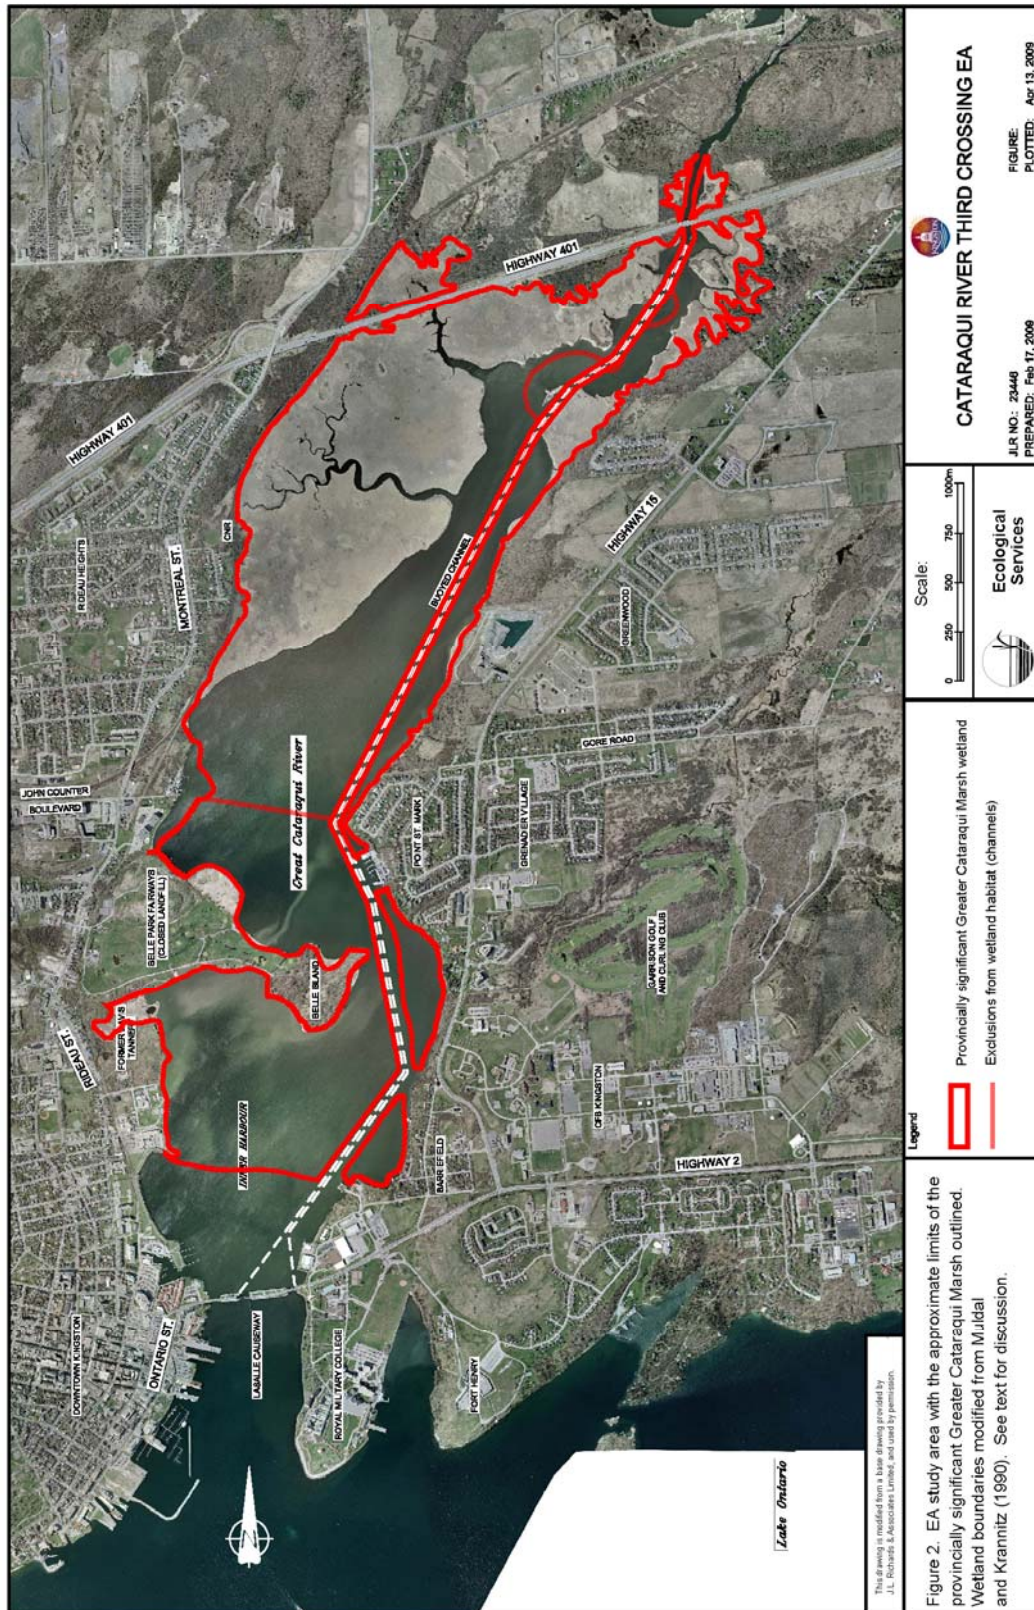 HIGHWAY 401
HIGHWAY 401
RIDEAU HEIGHTS
MONTREAL ST.
CNR
JOHN COUNTER
BOULEVARD
BUOYED CHANNEL
HIGHWAY 15
GREENWOOD
GORE ROAD
Great Cataraqui River
POINT ST. MARK
GRENADIER VILLAGE
BELLE PARK FAIRWAYS
(CLOSED LANDFILL)
BELLE ISLAND
GARRISON GOLF
AND CURLING CLUB
RIDEAU ST.
FORMER
TANNERY
INNER HARBOUR
CFB KINGSTON
BARRIEFIELD
HIGHWAY 2
DOWNTOWN KINGSTON
ONTARIO ST.
LASALLE CAUSEWAY
ROYAL MILITARY COLLEGE
FORT HENRY
N
Lake Ontario
This drawing is modified from a base drawing provided by
J.L. Richards & Associates Limited, and used by permission.
Figure 2. EA study area with the approximate limits of the
provincially significant Greater Cataraqui Marsh outlined.
Wetland boundaries modified from Muldal
and Krannitz (1990). See text for discussion.
Legend
Provincially significant Greater Cataraqui Marsh wetland
Exclusions from wetland habitat (channels)
Scale:
0 250 500 750 1000m
Ecological
Services
KINGSTON
CATARAQUI RIVER THIRD CROSSING EA
JLR NO.: 23446
PREPARED: Feb 17, 2009
FIGURE:
PLOTTED: Apr 13, 2009